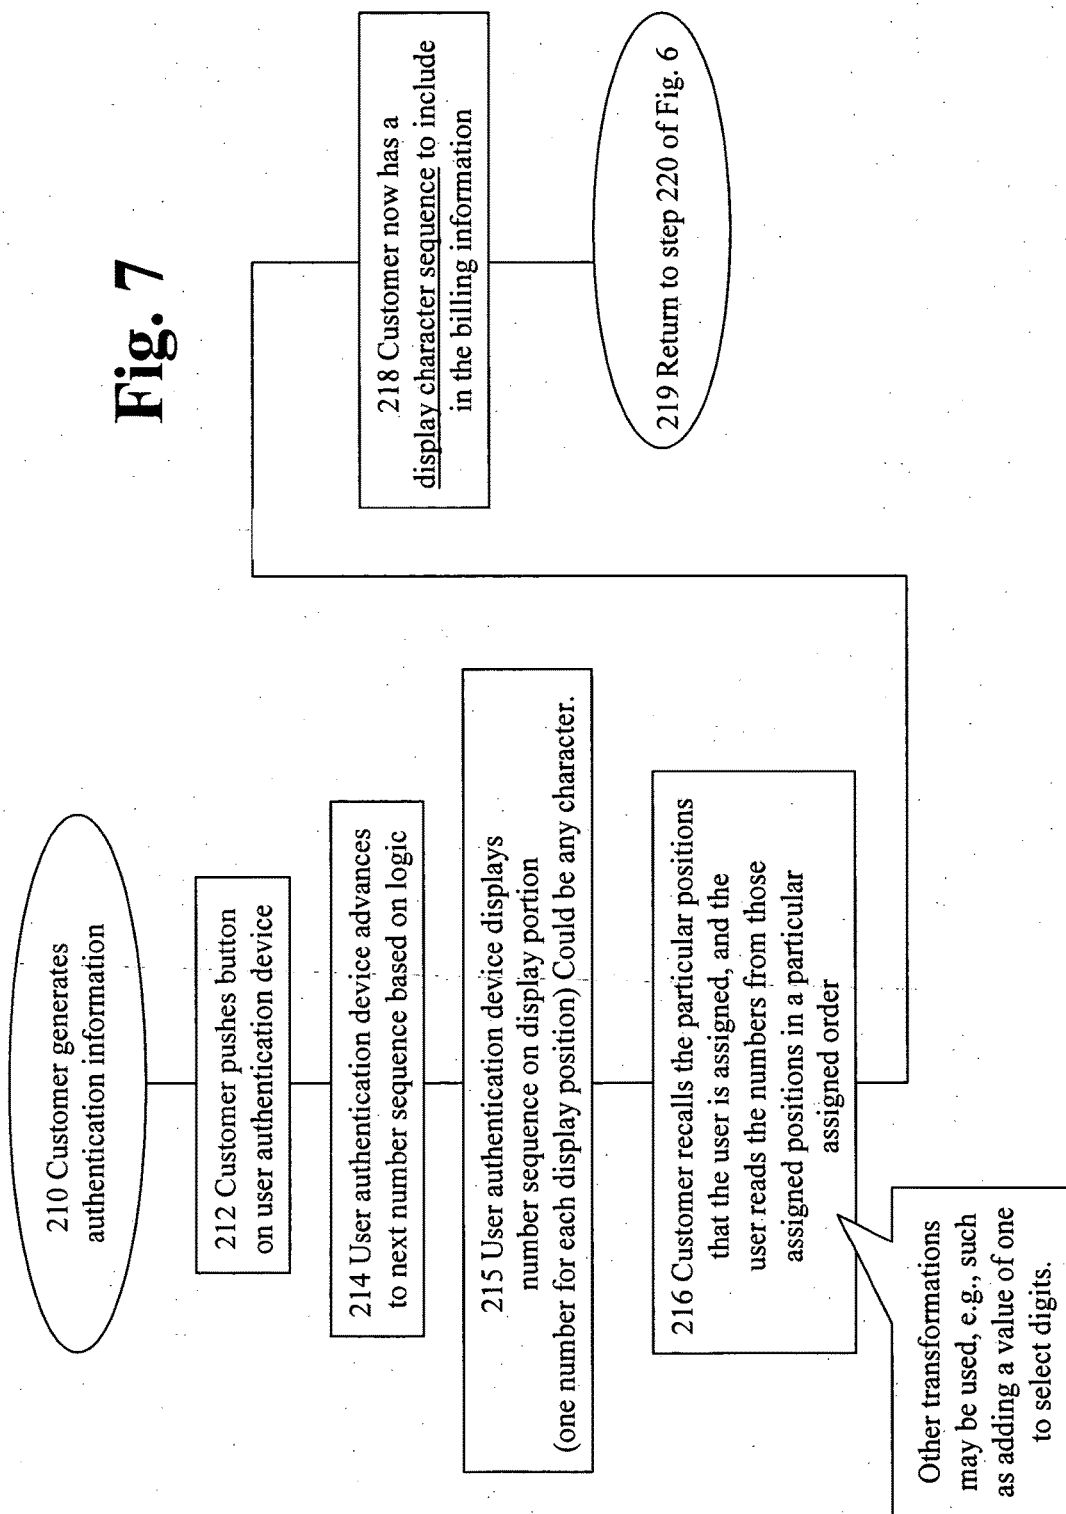 Fig. 7
210 Customer generates
authentication information
212 Customer pushes button
on user authentication device
214 User authentication device advances
to next number sequence based on logic
215 User authentication device displays
number sequence on display portion
(one number for each display position) Could be any character.
216 Customer recalls the particular positions
that the user is assigned, and the
user reads the numbers from those
assigned positions in a particular
assigned order
Other transformations
may be used, e.g., such
as adding a value of one
to select digits.
218 Customer now has a
display character sequence to include
in the billing information
219 Return to step 220 of Fig. 6